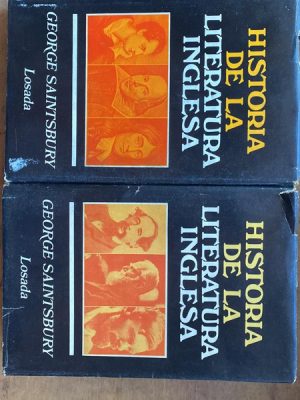 HISTORIA
DE LA
LITERATURA
INGLESA
GEORGE SAINTSBURY
Losada
HISTORIA
DE LA
LITERATURA
INGLESA
GEORGE SAINTSBURY
Losada